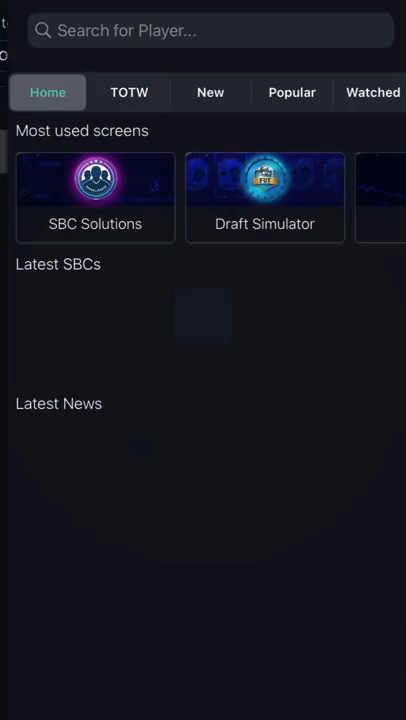 Search for Player...
Home
TOTW
New
Popular
Watched
Most used screens
FUT
SBC Solutions
Draft Simulator
Latest SBCs
Latest News